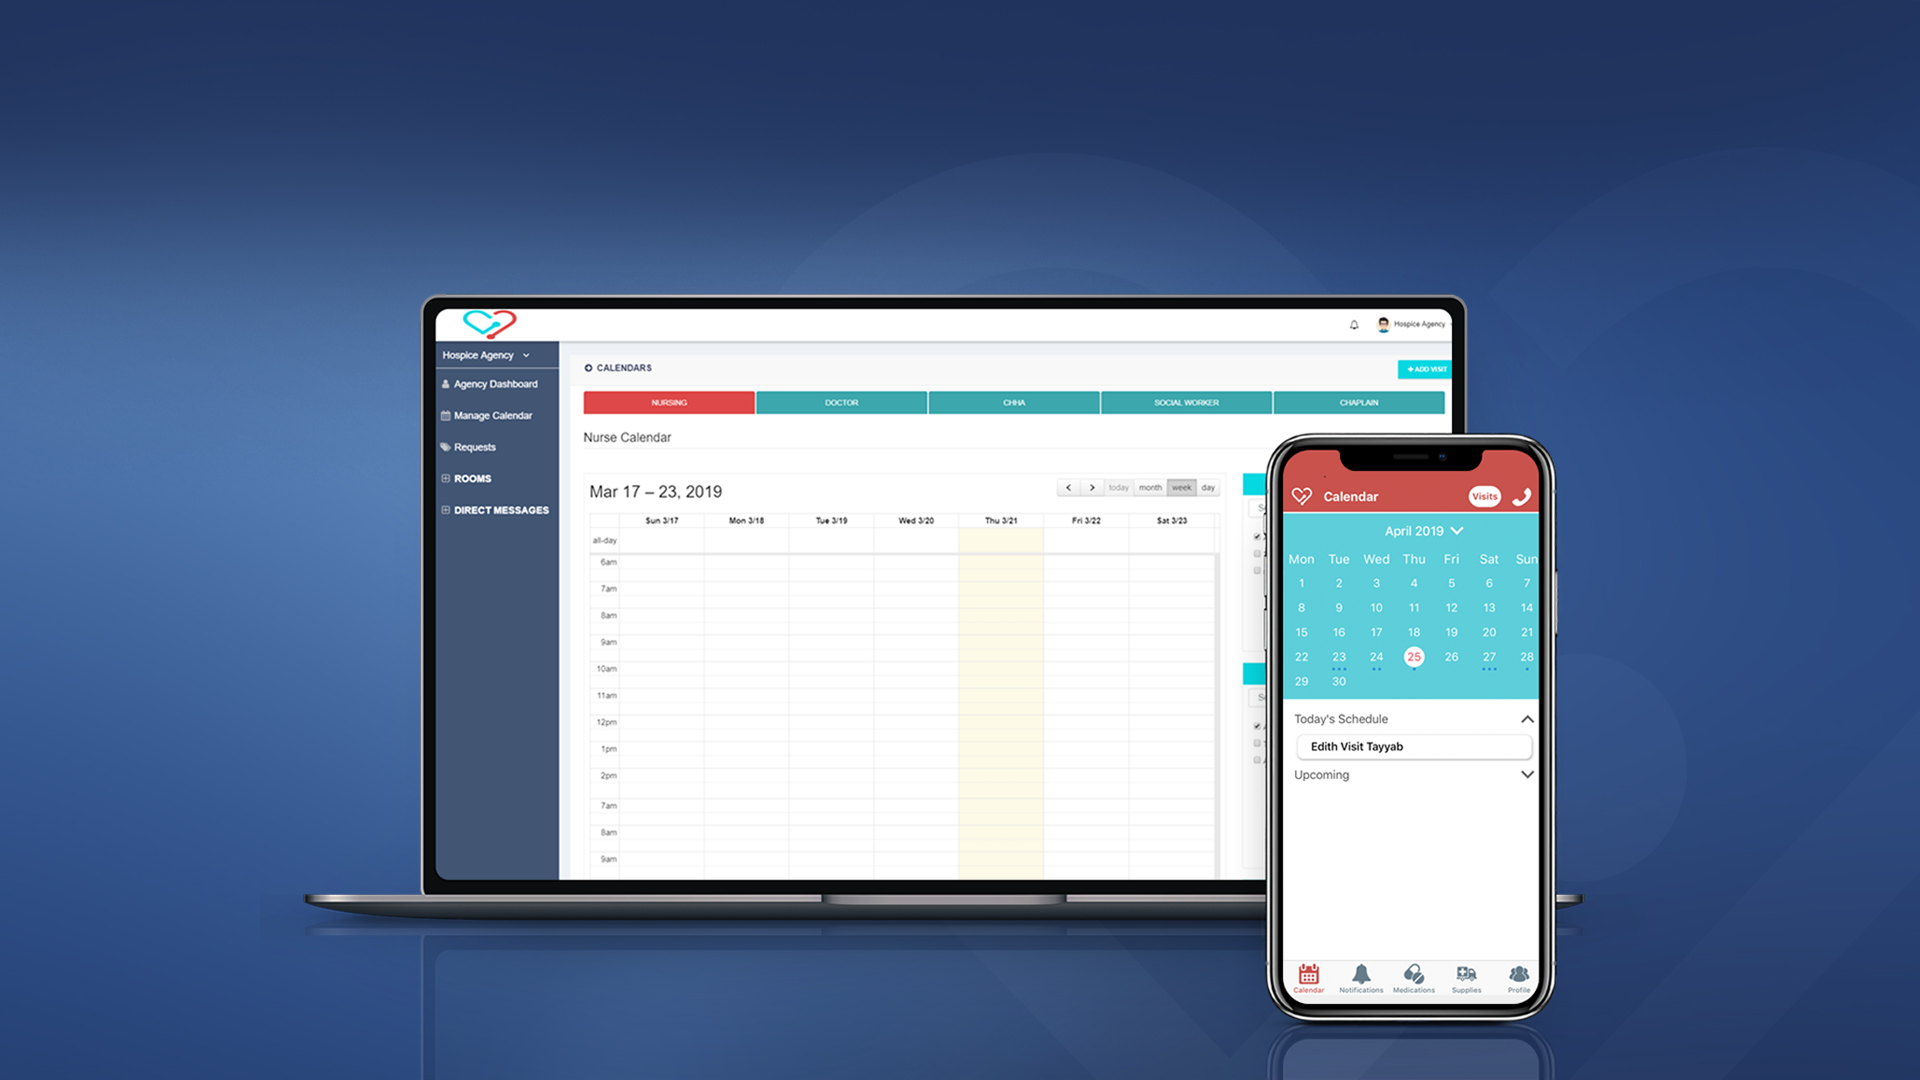 Hospice Agency
Hospice Agency
Agency Dashboard
Manage Calendar
Requests
ROOMS
DIRECT MESSAGES
CALENDARS
+ ADD VISIT
NURSING DOCTOR CHHA SOCIAL WORKER CHAPLAIN
Nurse Calendar
Mar 17 – 23, 2019
today month week day
Sun 3/17 Mon 3/18 Tue 3/19 Wed 3/20 Thu 3/21 Fri 3/22 Sat 3/23
all-day
6am
7am
8am
9am
10am
11am
12pm
1pm
2pm
7am
8am
9am
Calendar Visits
April 2019
Mon Tue Wed Thu Fri Sat Sun
1 2 3 4 5 6 7
8 9 10 11 12 13 14
15 16 17 18 19 20 21
22 23 24 25 26 27 28
29 30
Today's Schedule
Edith Visit Tayyab
Upcoming
Calendar Notifications Medications Supplies Profile